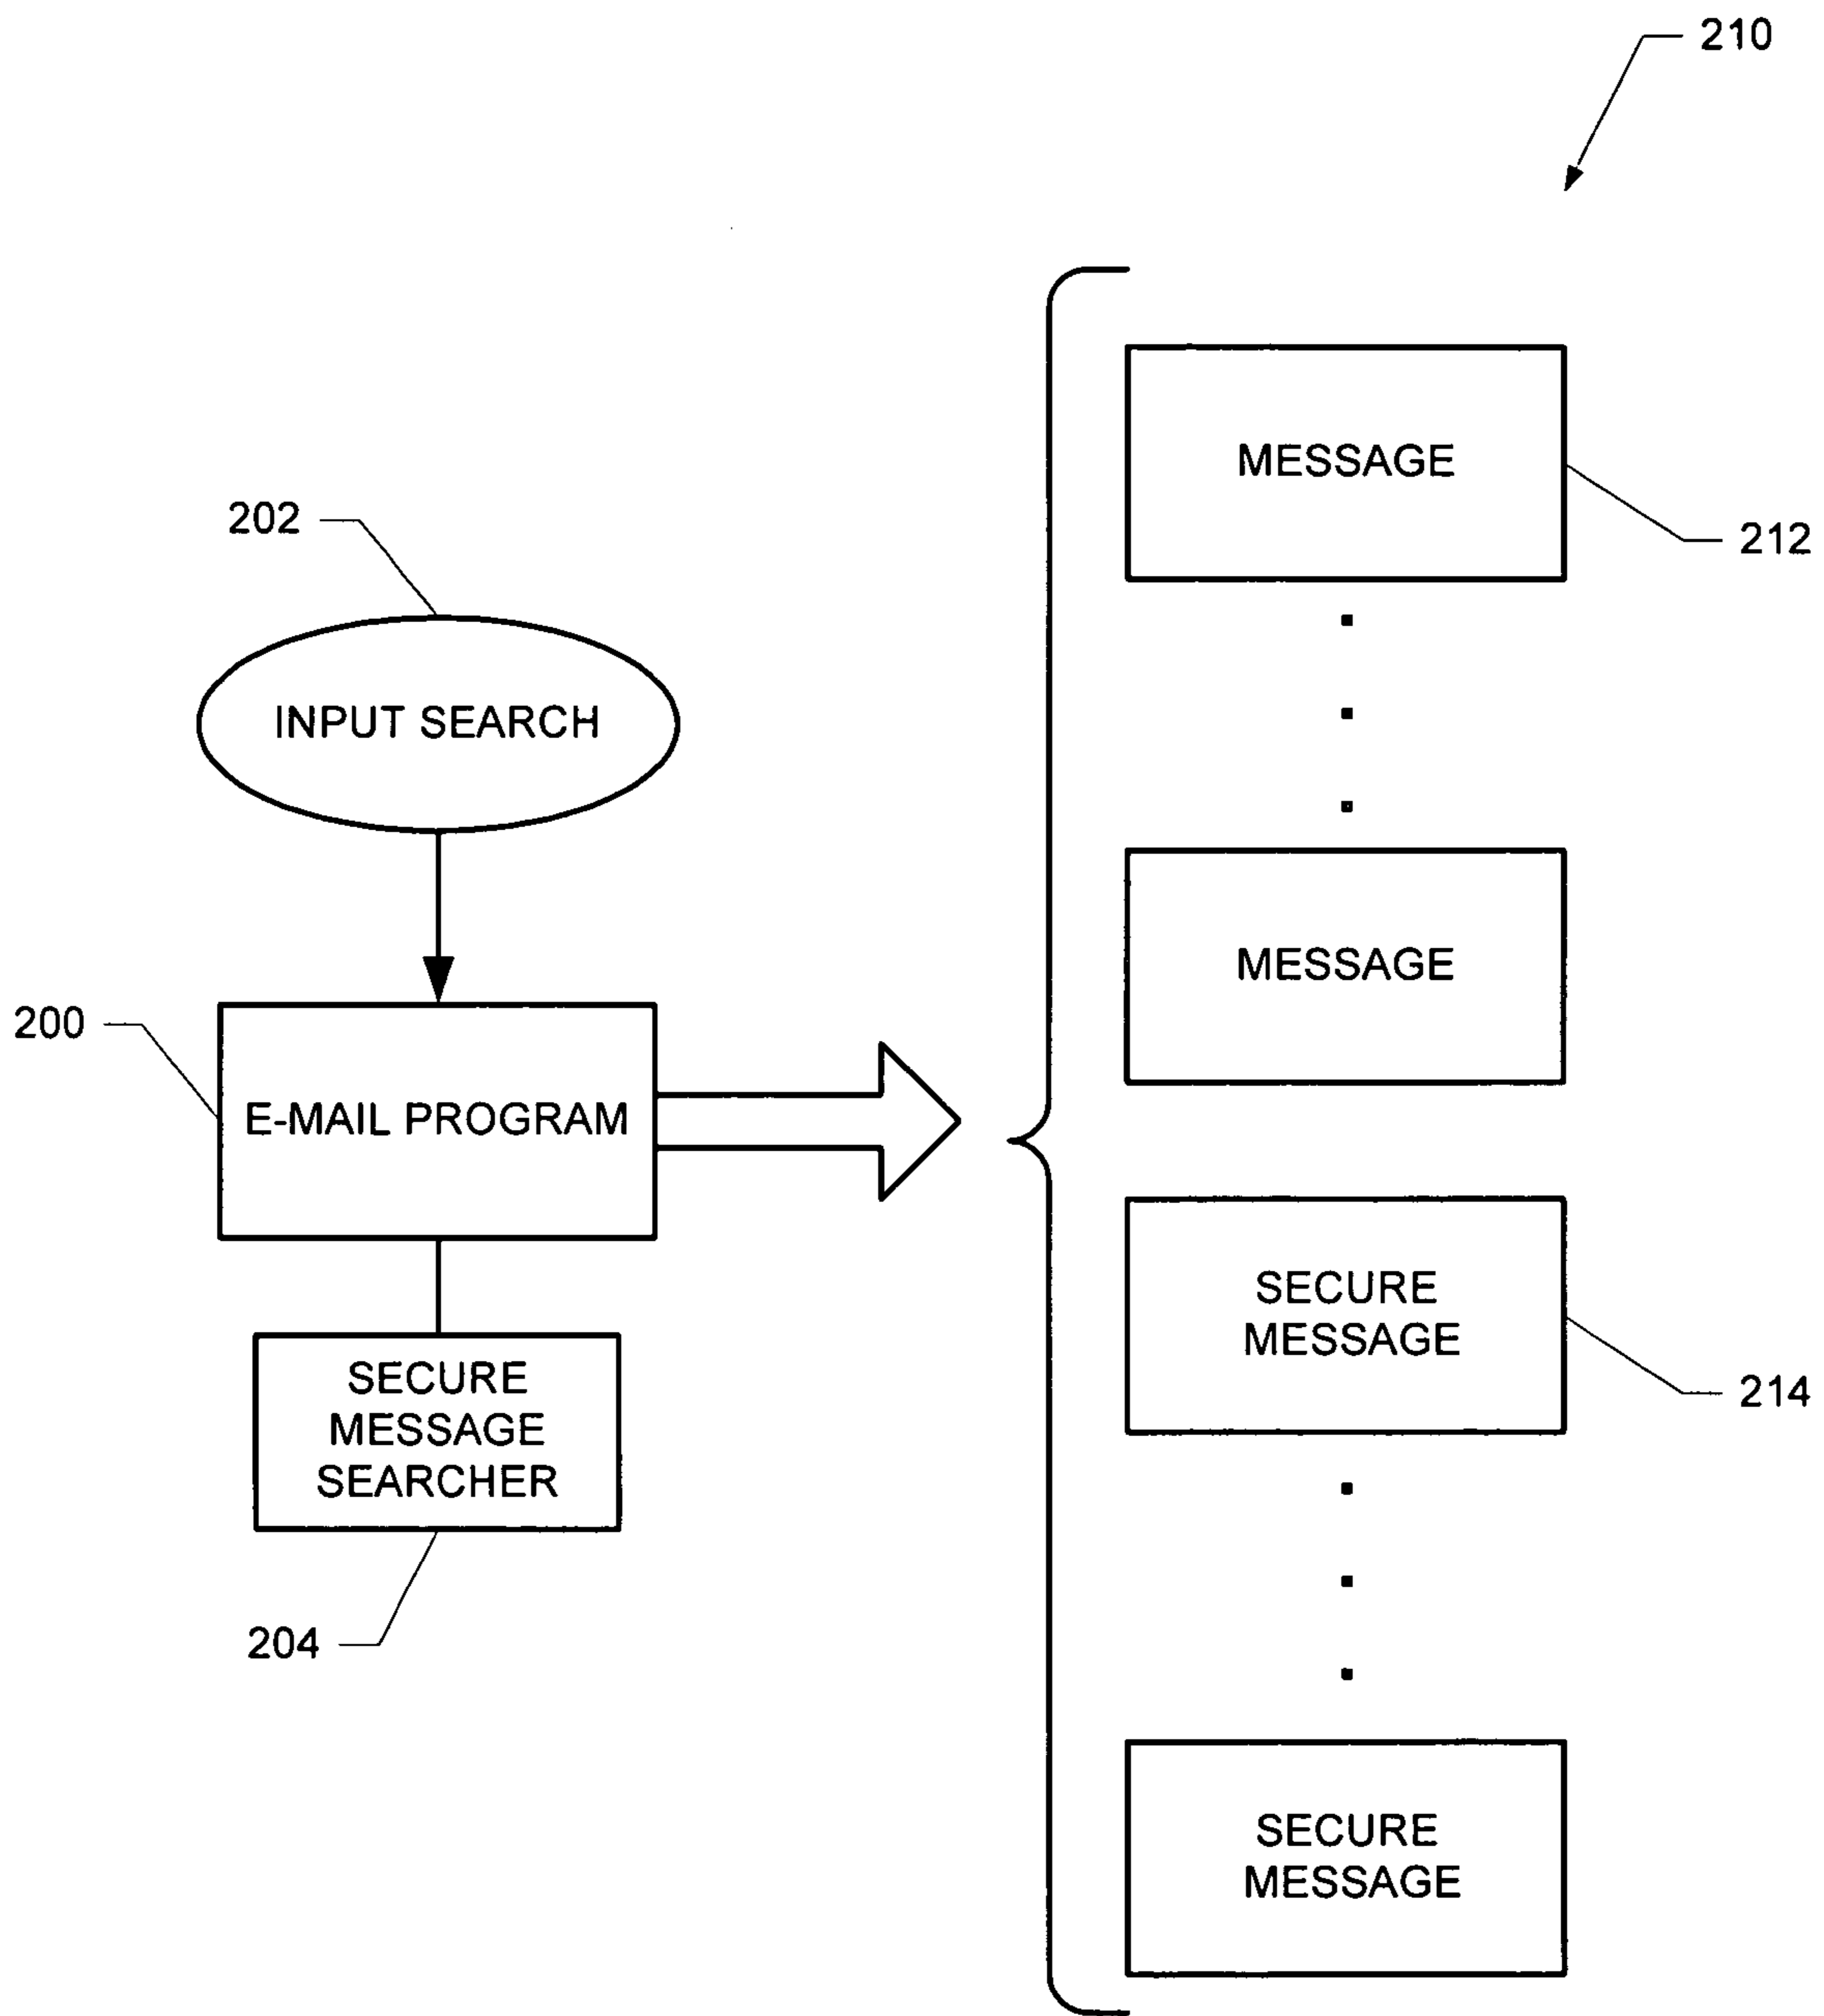 210
MESSAGE
212
202
INPUT SEARCH
MESSAGE
200
E-MAIL PROGRAM
SECURE
MESSAGE
214
SECURE
MESSAGE
SEARCHER
204
SECURE
MESSAGE